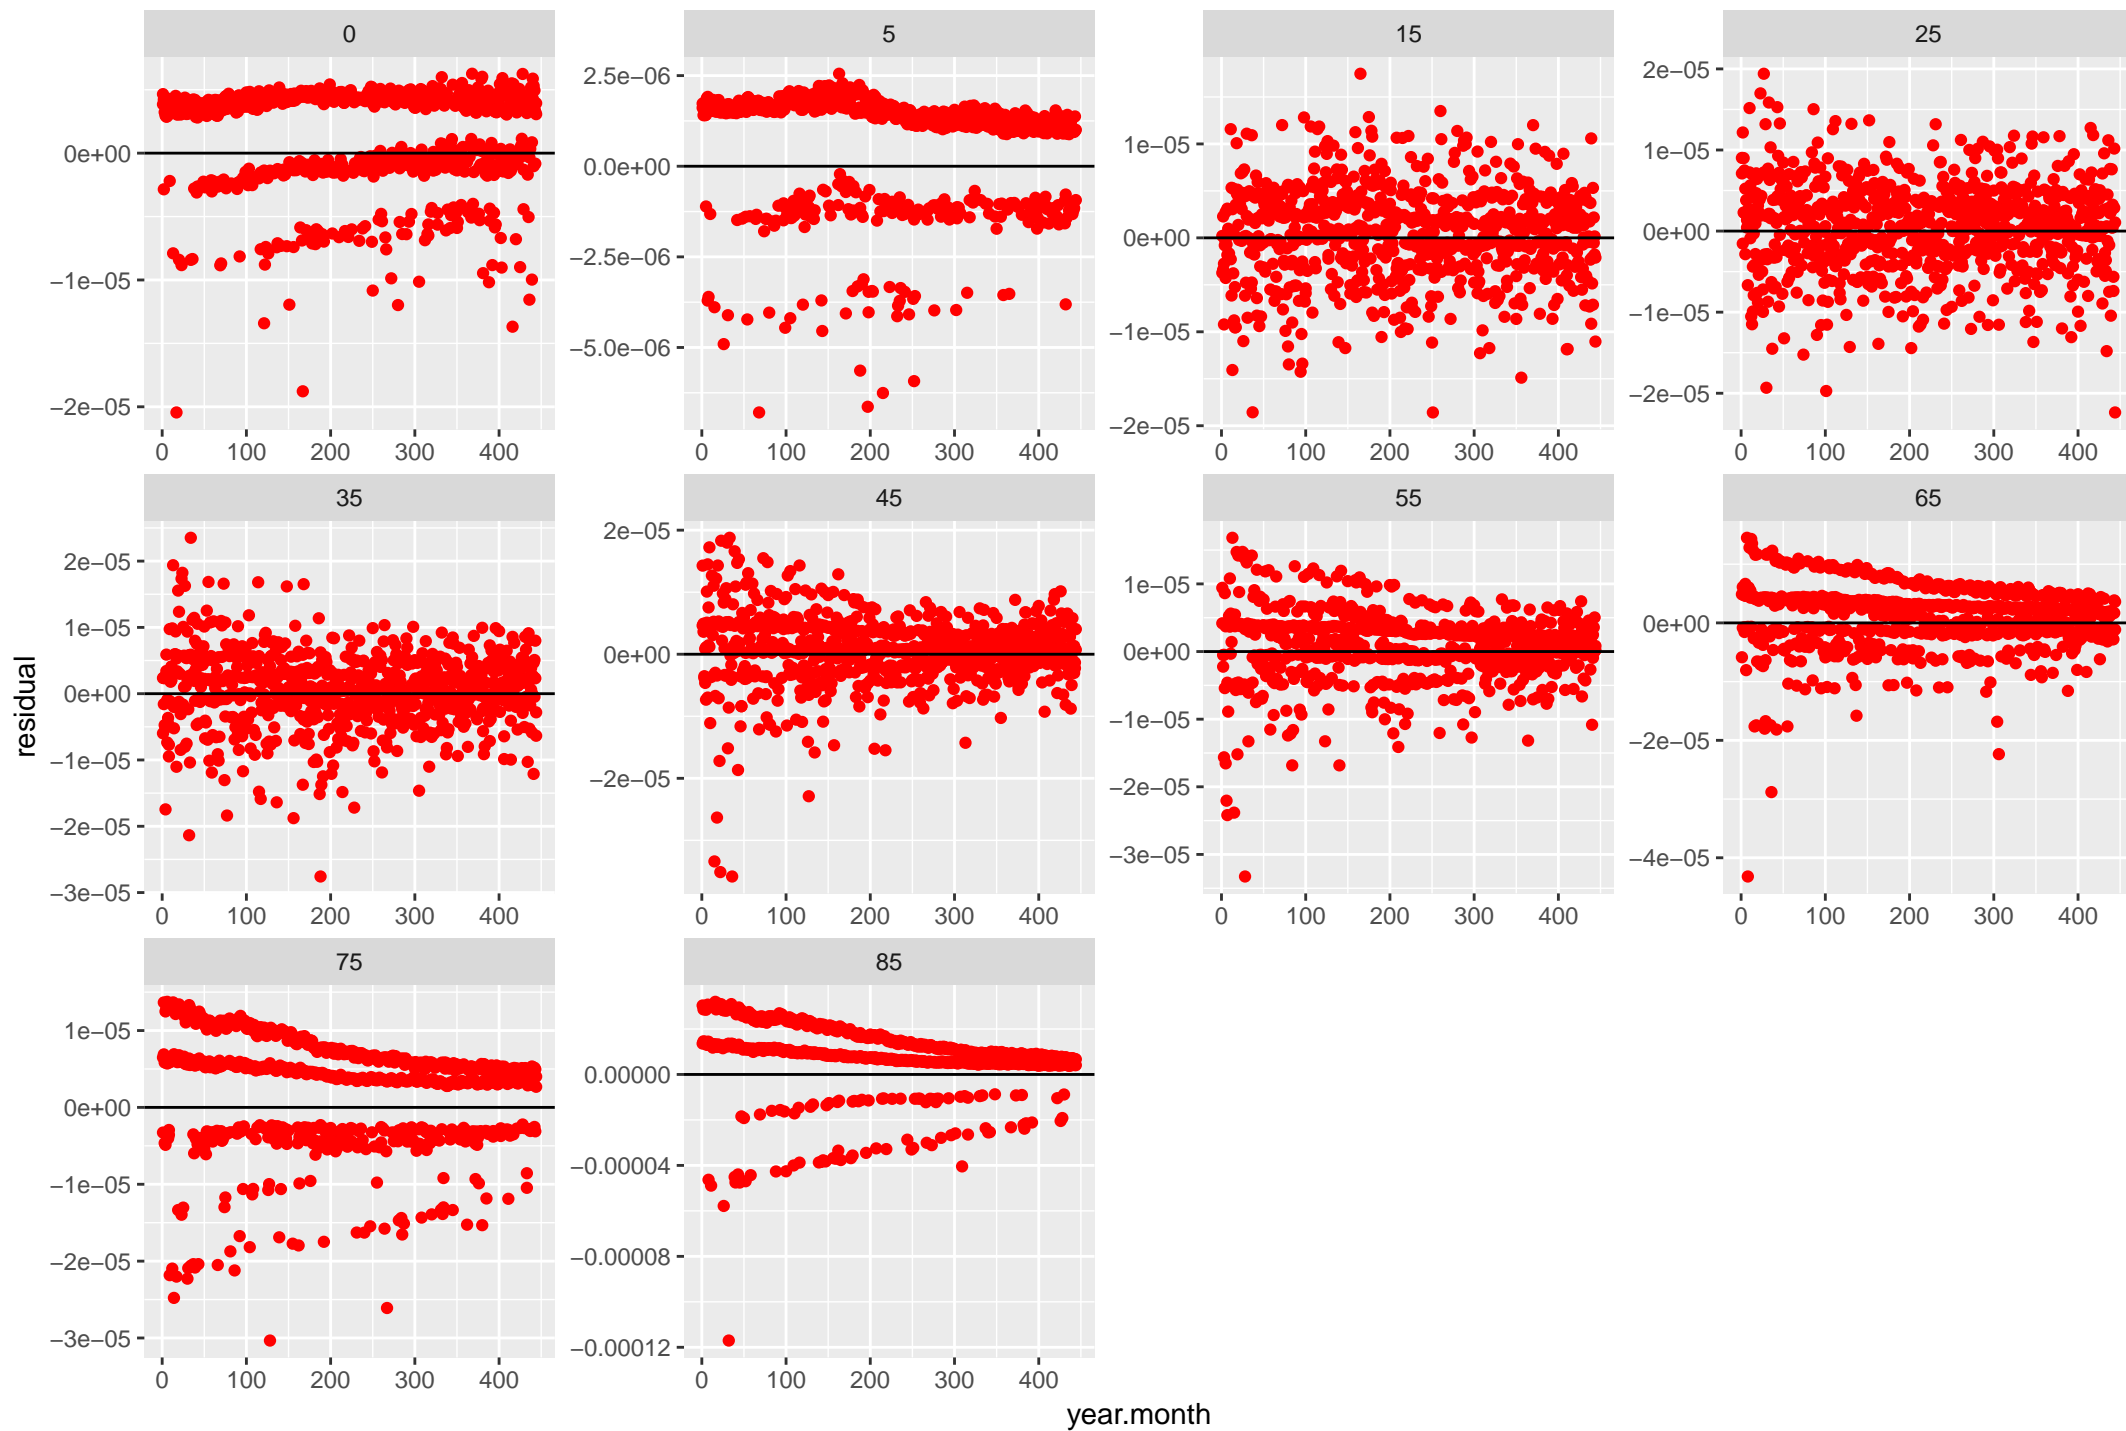 0 5 15 25
0e+00 −1e−05 −2e−05
2.5e−06 0.0e+00 −2.5e−06 −5.0e−06
1e−05 0e+00 −1e−05 −2e−05
2e−05 1e−05 0e+00 −1e−05 −2e−05
0 100 200 300 400 0 100 200 300 400 0 100 200 300 400 0 100 200 300 400
35 45 55 65
2e−05 1e−05 0e+00 −1e−05 −2e−05 −3e−05
2e−05 0e+00 −2e−05
1e−05 0e+00 −1e−05 −2e−05 −3e−05
0e+00 −2e−05 −4e−05
0 100 200 300 400 0 100 200 300 400 0 100 200 300 400 0 100 200 300 400
residual
75 85
1e−05 0e+00 −1e−05 −2e−05 −3e−05
0.00000 −0.00004 −0.00008 −0.00012
0 100 200 300 400 0 100 200 300 400
year.month